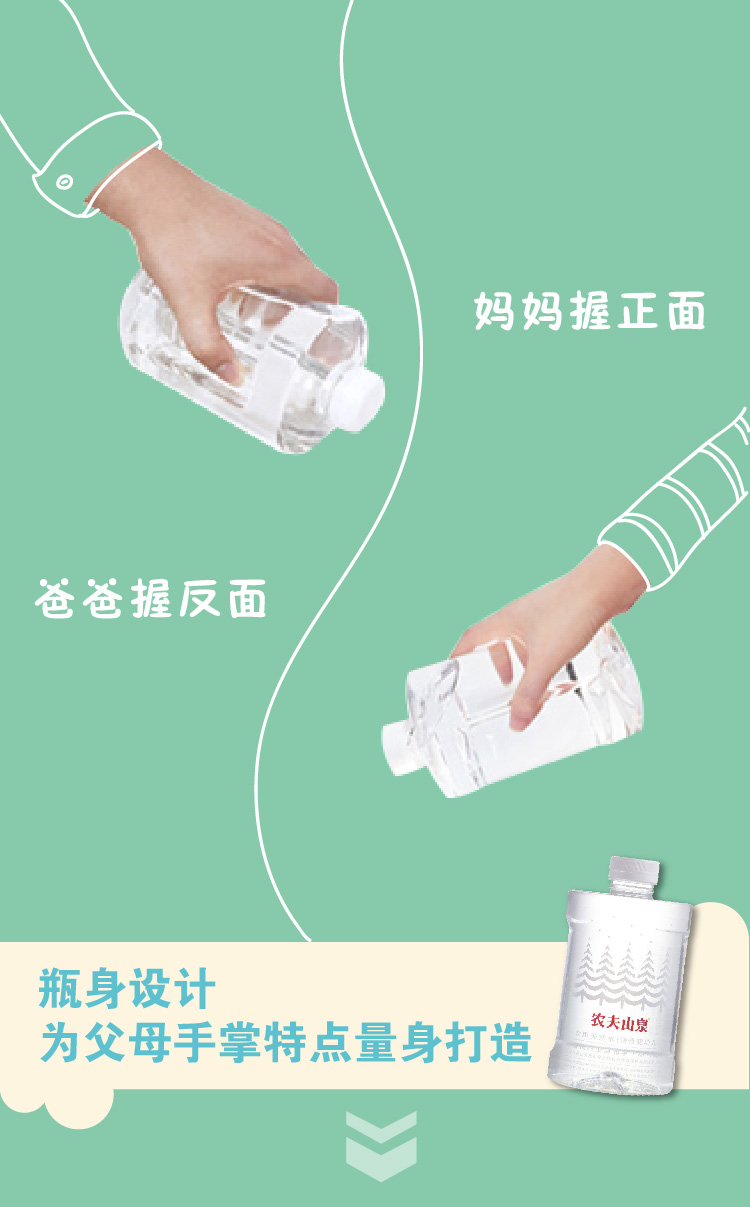 妈妈握正面
爸爸握反面
瓶身设计
为父母手掌特点量身打造
农夫山泉